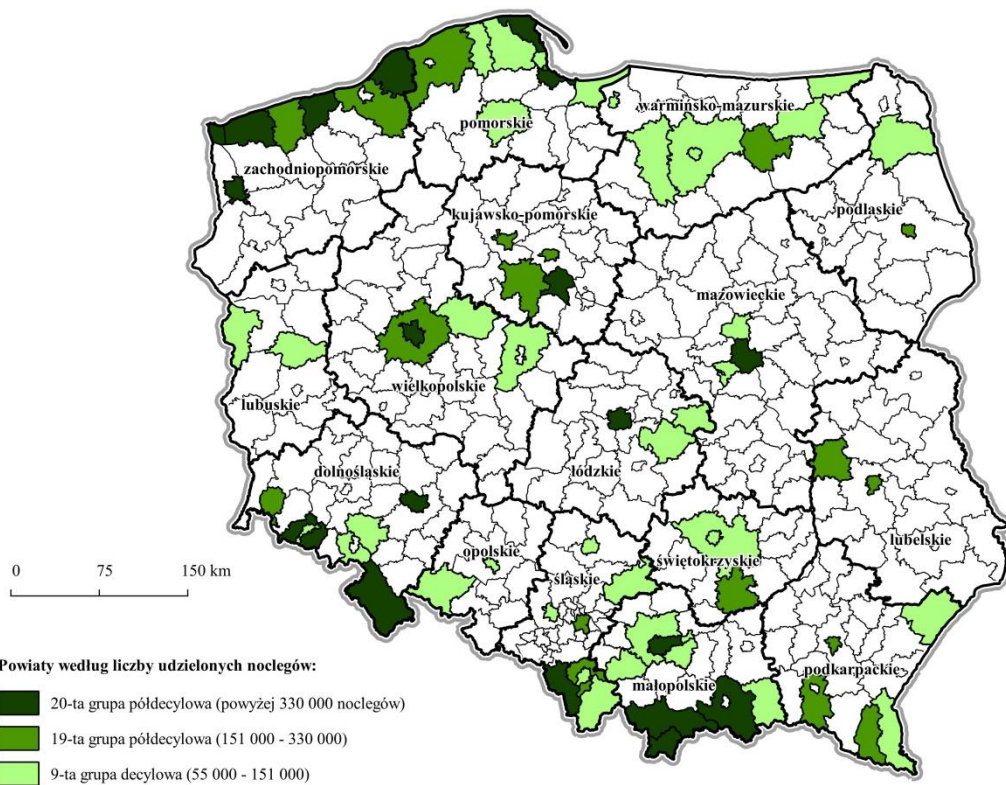 warmińsko-mazurskie
pomorskie
zachodniopomorskie
podlaskie
kujawsko-pomorskie
mazowieckie
wielkopolskie
lubuskie
łódzkie
dolnośląskie
lubelskie
opolskie
świętokrzyskie
śląskie
podkarpackie
małopolskie
0 75 150 km
Powiaty według liczby udzielonych noclegów:
20-ta grupa półdecylowa (powyżej 330 000 noclegów)
19-ta grupa półdecylowa (151 000 - 330 000)
9-ta grupa decylowa (55 000 - 151 000)